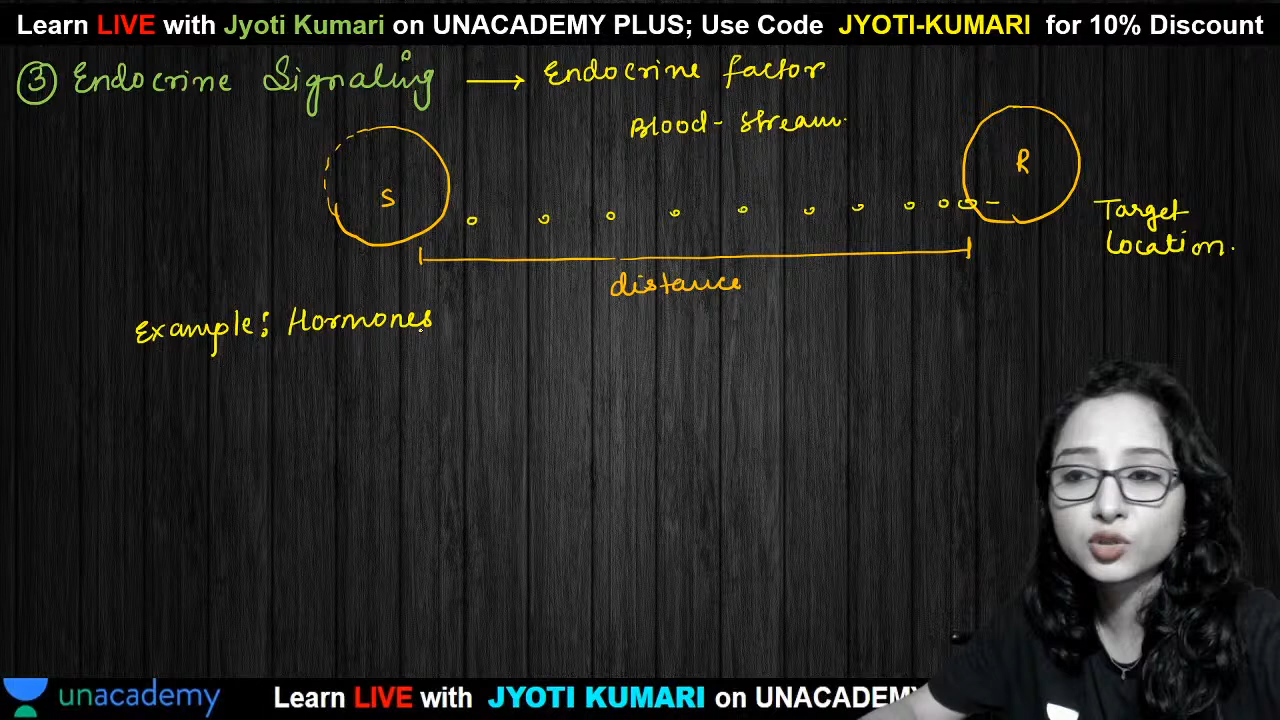 Learn LIVE with Jyoti Kumari on UNACADEMY PLUS; Use Code JYOTI-KUMARI for 10% Discount
③ Endocrine Signaling → Endocrine factor
Blood-stream.
S
R
Target
location.
distance
Example: Hormones
unacademy
Learn LIVE with JYOTI KUMARI on UNACADEMY